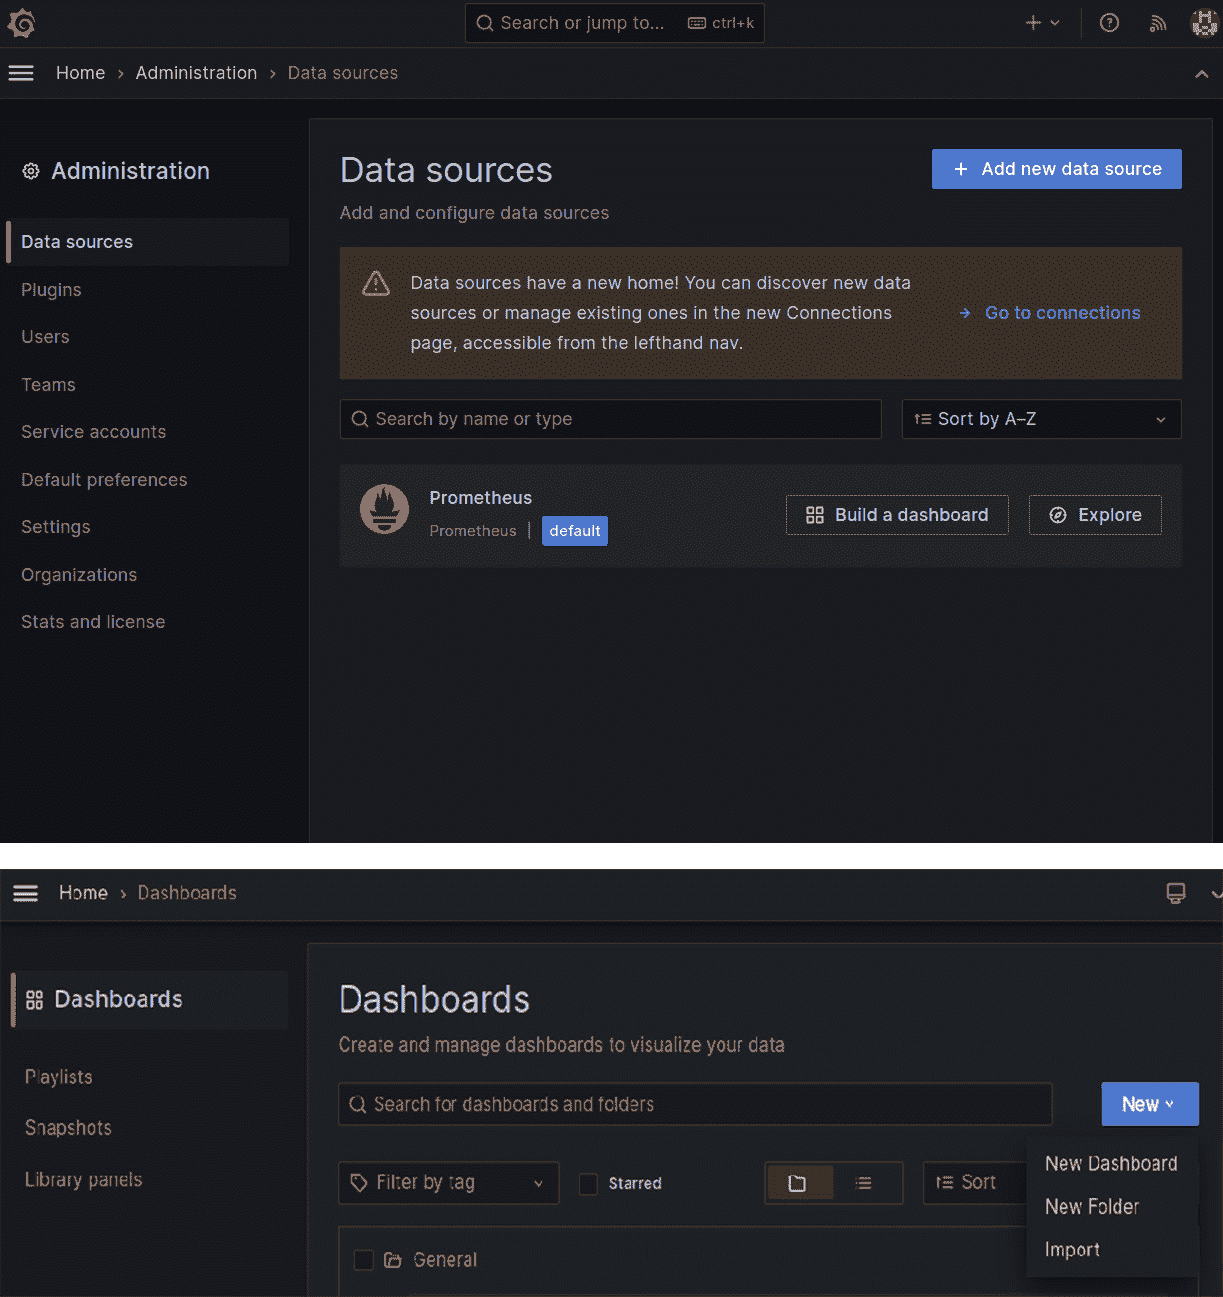 Search or jump to... ctrl+k
Home › Administration › Data sources
Administration
Data sources
Plugins
Users
Teams
Service accounts
Default preferences
Settings
Organizations
Stats and license
Data sources
+ Add new data source
Add and configure data sources
Data sources have a new home! You can discover new data
sources or manage existing ones in the new Connections
page, accessible from the lefthand nav.
→ Go to connections
Search by name or type
Sort by A–Z
Prometheus
Prometheus | default
Build a dashboard
Explore
Home › Dashboards
Dashboards
Playlists
Snapshots
Library panels
Dashboards
Create and manage dashboards to visualize your data
Search for dashboards and folders
New
Filter by tag
Starred
Sort
New Dashboard
New Folder
Import
General